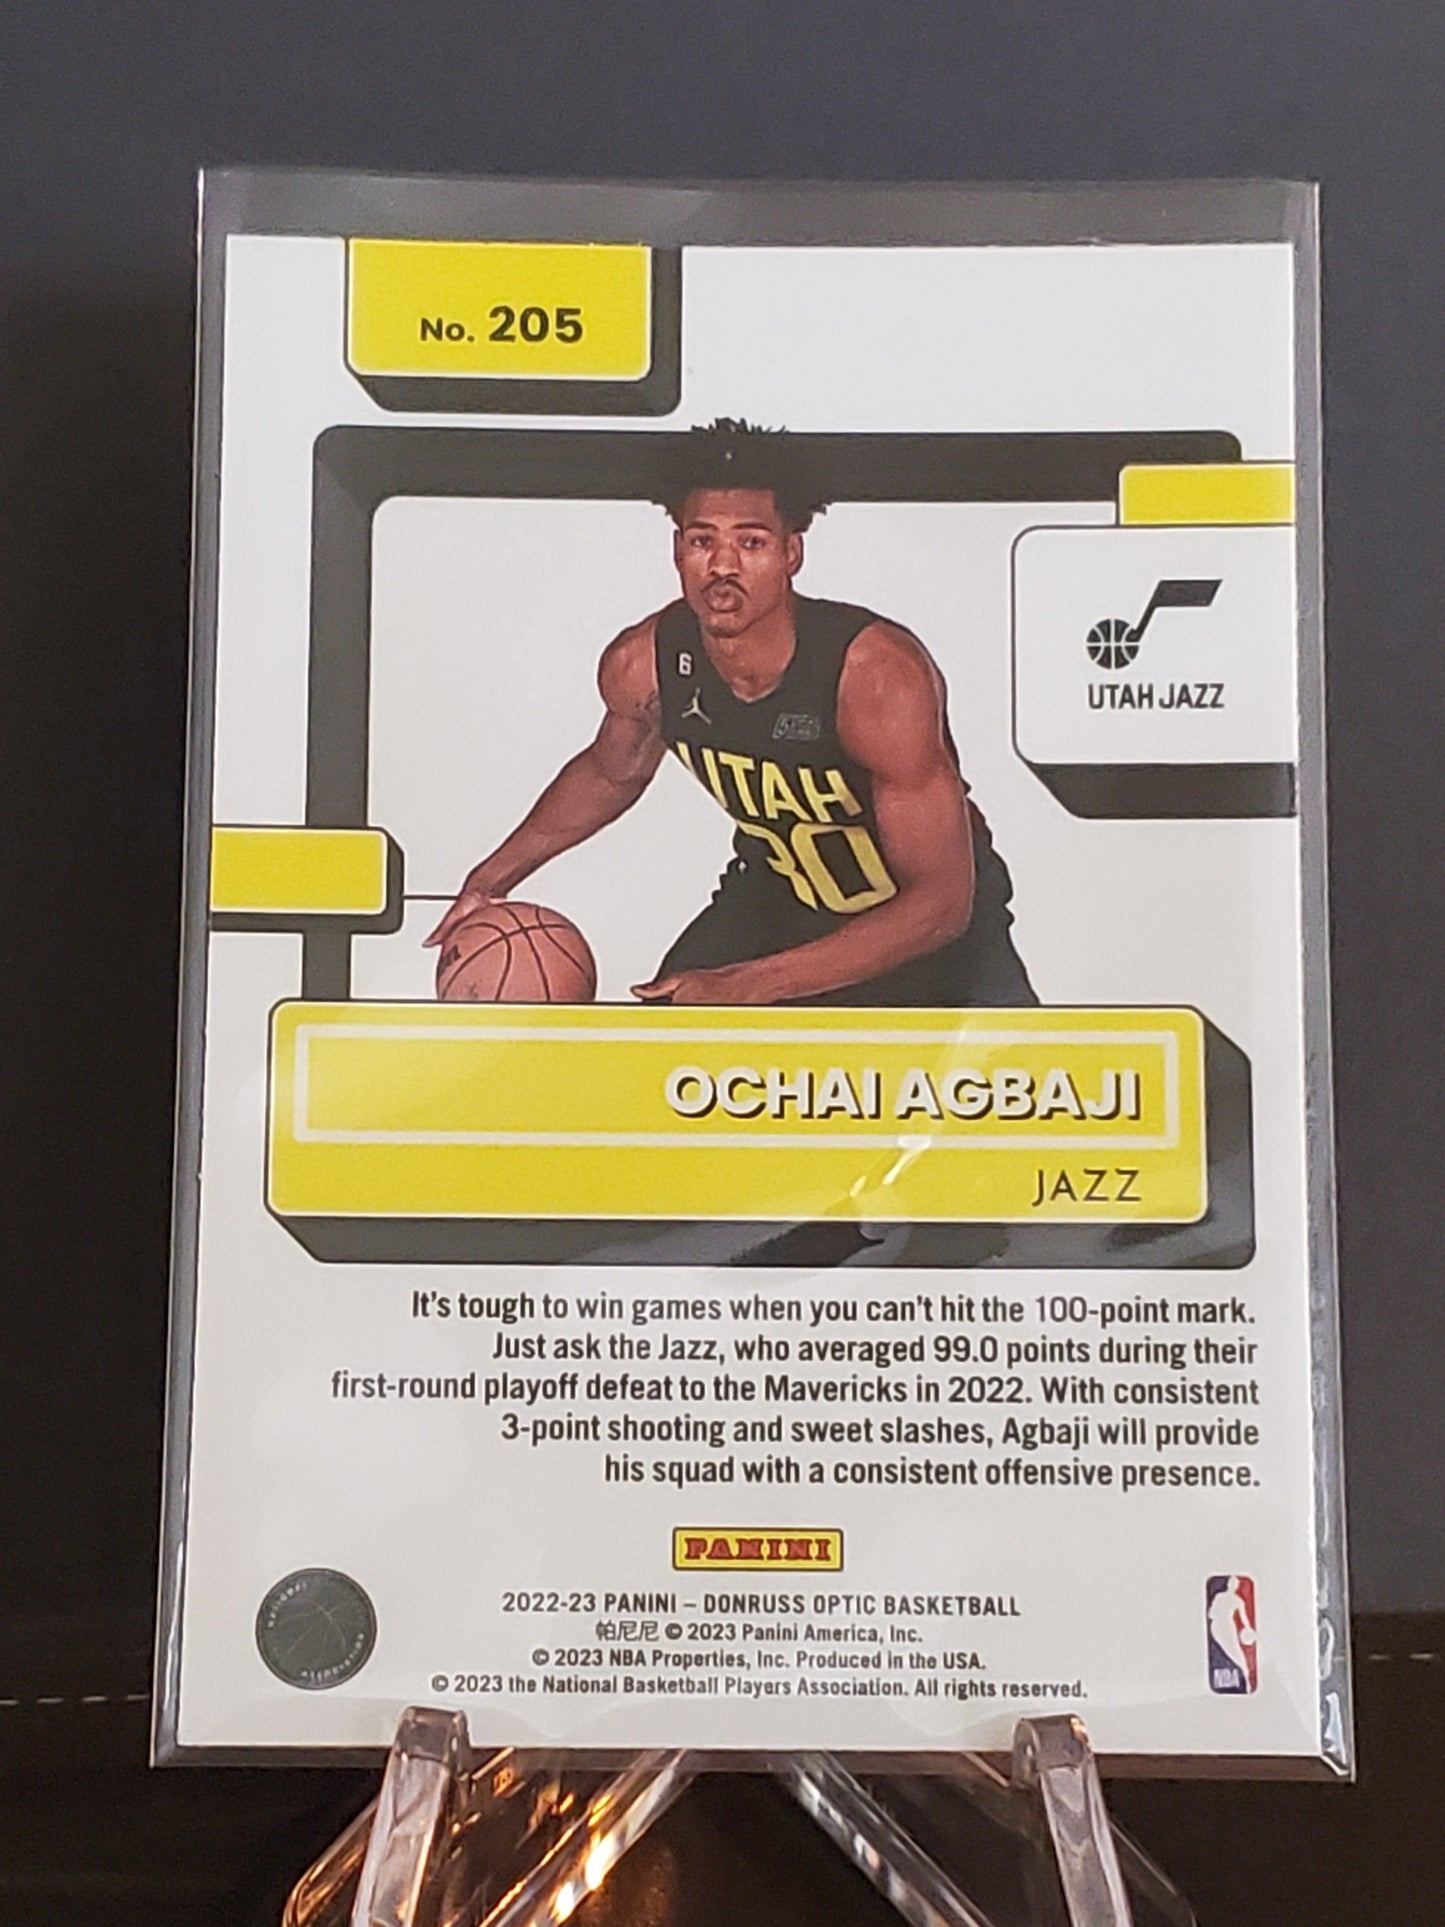 No. 205
UTAH JAZZ
6
UTAH
30
OCHAI AGBAJI
JAZZ
It's tough to win games when you can't hit the 100-point mark.
Just ask the Jazz, who averaged 99.0 points during their
first-round playoff defeat to the Mavericks in 2022. With consistent
3-point shooting and sweet slashes, Agbaji will provide
his squad with a consistent offensive presence.
PANINI
2022-23 PANINI – DONRUSS OPTIC BASKETBALL
帕尼尼 © 2023 Panini America, Inc.
© 2023 NBA Properties, Inc. Produced in the USA.
© 2023 the National Basketball Players Association. All rights reserved.
NATIONAL
ASSOCIATION
NBA